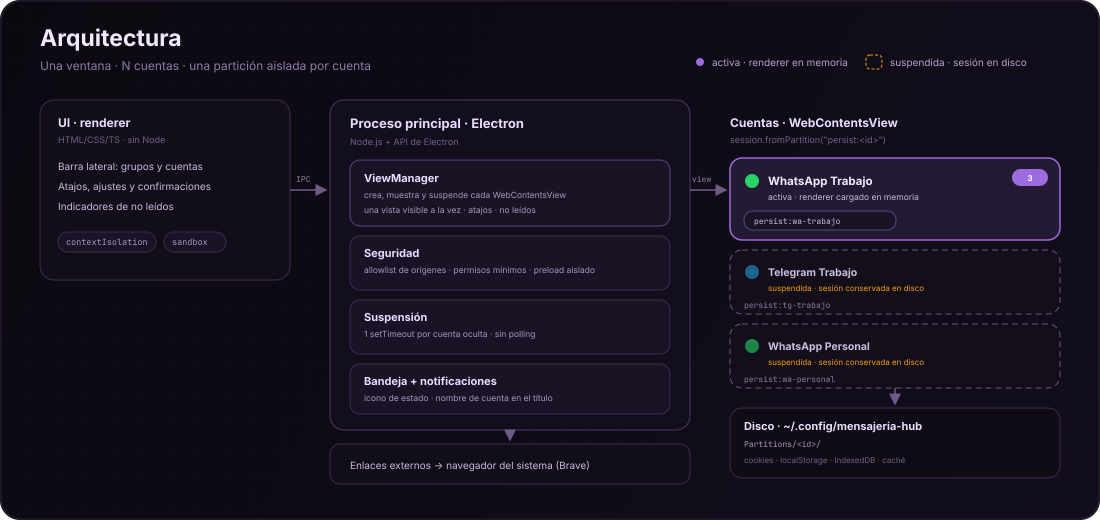 Arquitectura
Una ventana · N cuentas · una partición aislada por cuenta
activa · renderer en memoria
suspendida · sesión en disco
UI · renderer
HTML/CSS/TS · sin Node
Barra lateral: grupos y cuentas
Atajos, ajustes y confirmaciones
Indicadores de no leídos
contextIsolation
sandbox
IPC
Proceso principal · Electron
Node.js + API de Electron
ViewManager
crea, muestra y suspende cada WebContentsView
una vista visible a la vez · atajos · no leídos
Seguridad
allowlist de orígenes · permisos mínimos · preload aislado
Suspensión
1 setTimeout por cuenta oculta · sin polling
Bandeja + notificaciones
icono de estado · nombre de cuenta en el título
Enlaces externos → navegador del sistema (Brave)
view
Cuentas · WebContentsView
session.fromPartition("persist:<id>")
WhatsApp Trabajo
3
activa · renderer cargado en memoria
persist:wa-trabajo
Telegram Trabajo
suspendida · sesión conservada en disco
persist:tg-trabajo
WhatsApp Personal
suspendida · sesión conservada en disco
persist:wa-personal
Disco · ~/.config/mensajeria-hub
Partitions/<id>/
cookies · localStorage · IndexedDB · caché